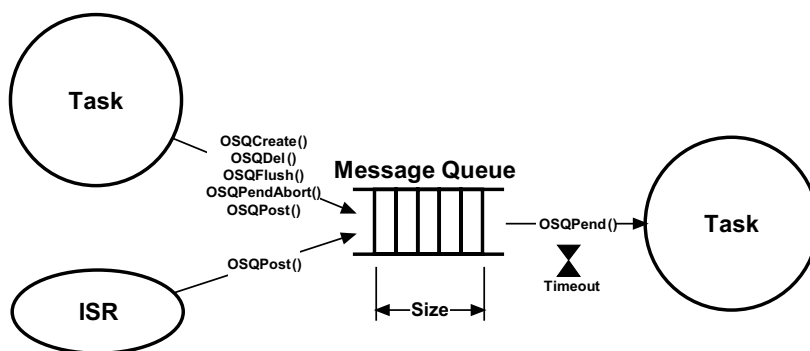 Task
OSQCreate()
OSQDel()
OSQFlush()
OSQPendAbort()
OSQPost()
Message Queue
OSQPend()
Timeout
Task
OSQPost()
ISR
Size